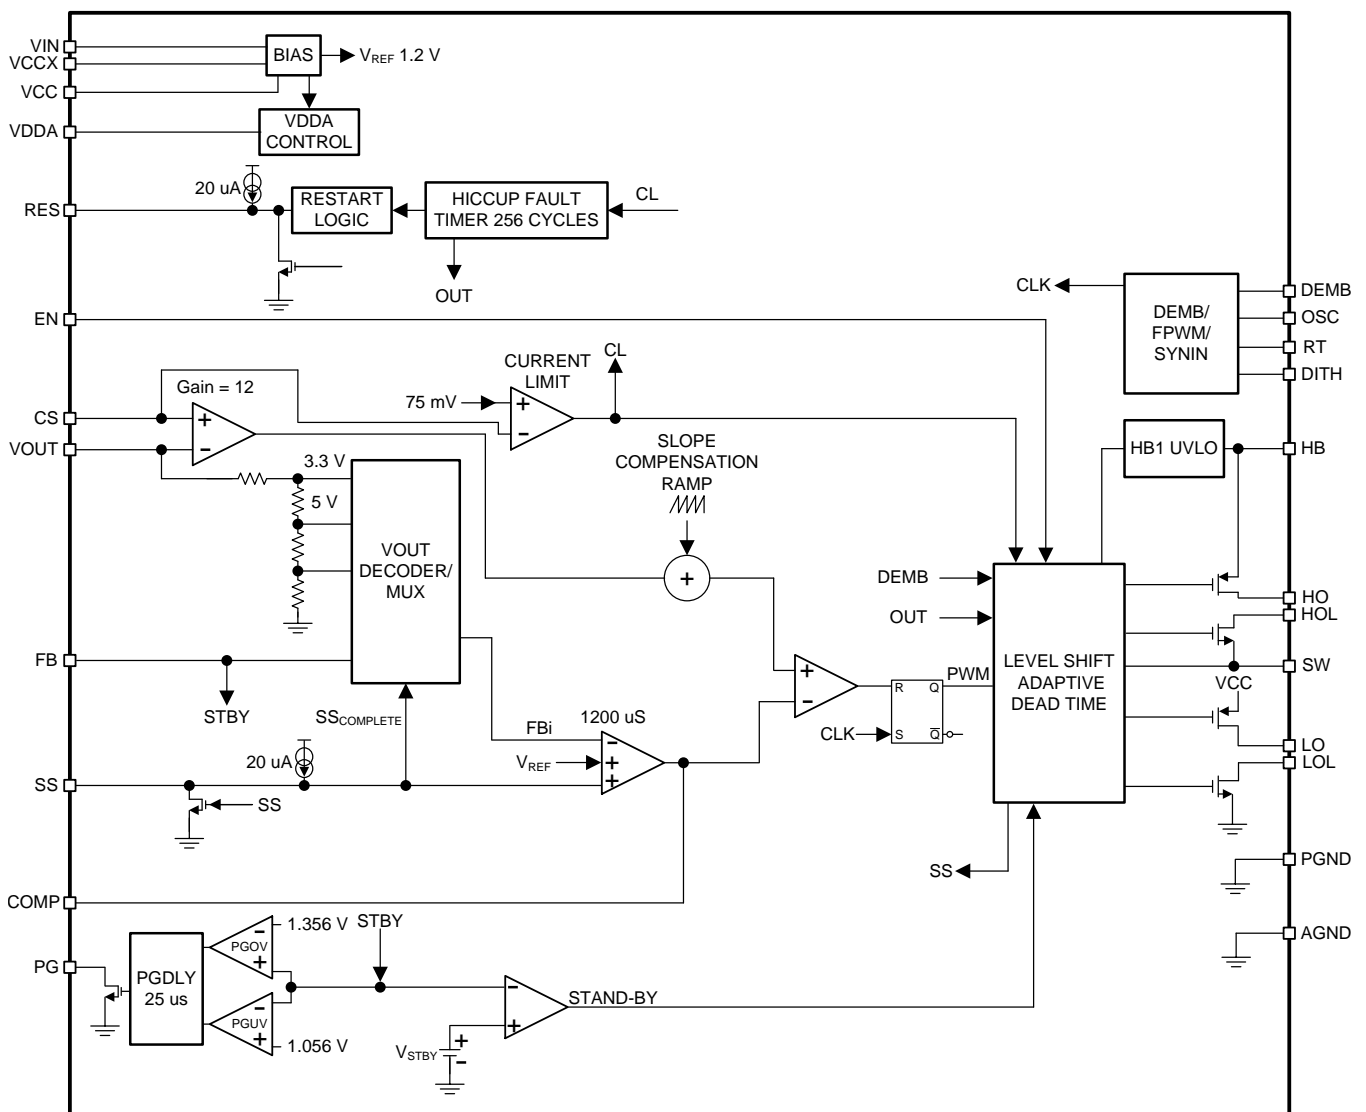 VIN
VCCX
VCC
VDDA
BIAS
VREF 1.2 V
VDDA
CONTROL
20 uA
RES
RESTART
LOGIC
HICCUP FAULT
TIMER 256 CYCLES
CL
OUT
EN
CLK
DEMB/
FPWM/
SYNIN
DEMB
OSC
RT
DITH
CL
CURRENT
LIMIT
Gain = 12
75 mV
+
-
CS
VOUT
+
-
HB1 UVLO
HB
3.3 V
5 V
SLOPE
COMPENSATION
RAMP
VOUT
DECODER/
MUX
+
DEMB
OUT
HO
HOL
LEVEL SHIFT
ADAPTIVE
DEAD TIME
SW
VCC
LO
LOL
FB
STBY
SSCOMPLETE
FBi
1200 uS
-
+
+
VREF
+
-
R
Q
S
Q
PWM
CLK
20 uA
SS
SS
SS
COMP
PGND
AGND
1.356 V
-
PGOV
+
STBY
PG
PGDLY
25 us
-
PGUV
+
1.056 V
-
+
STAND-BY
VSTBY
+
-